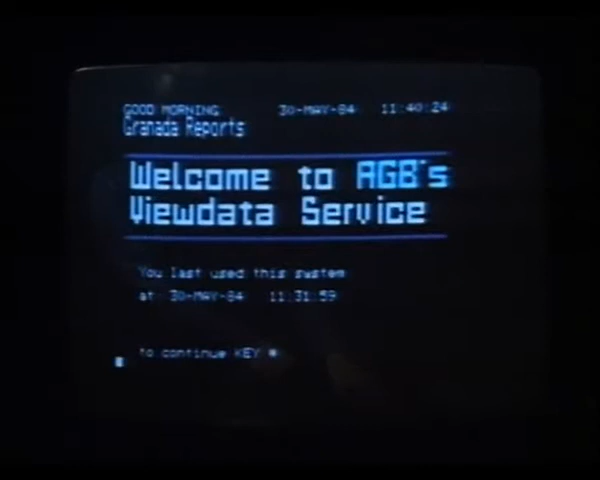 GOOD MORNING 30-MAY-84 11:40:24
Granada Reports
Welcome to AGB's
Viewdata Service
You last used this system
at 30-MAY-84 11:31:59
to continue KEY *